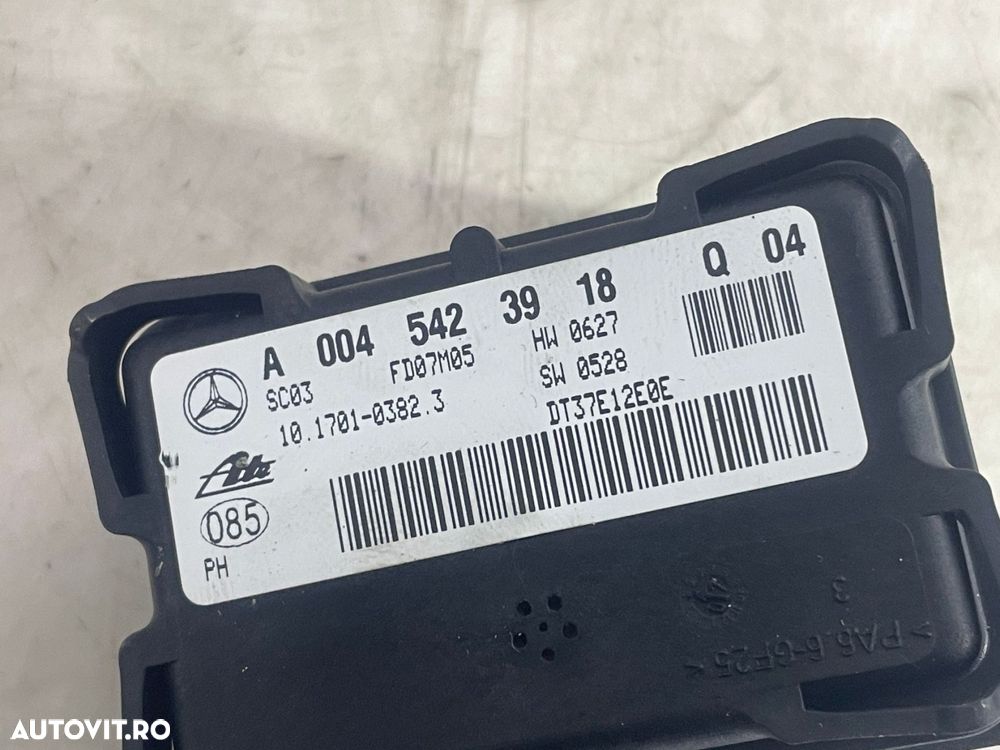 A 004 542 39 18 Q 04
SC03 FD07M05 HW 0627
10.1701-0382.3 SW 0528
DT37E12E0E
Ate
085
PH
3
>PA6.6-GF25<
AUTOVIT.RO